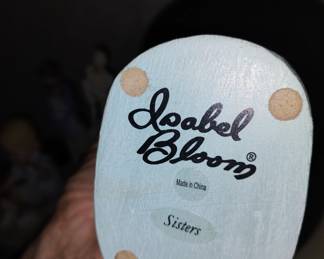 Isabel
Bloom®
Made in China
Sisters